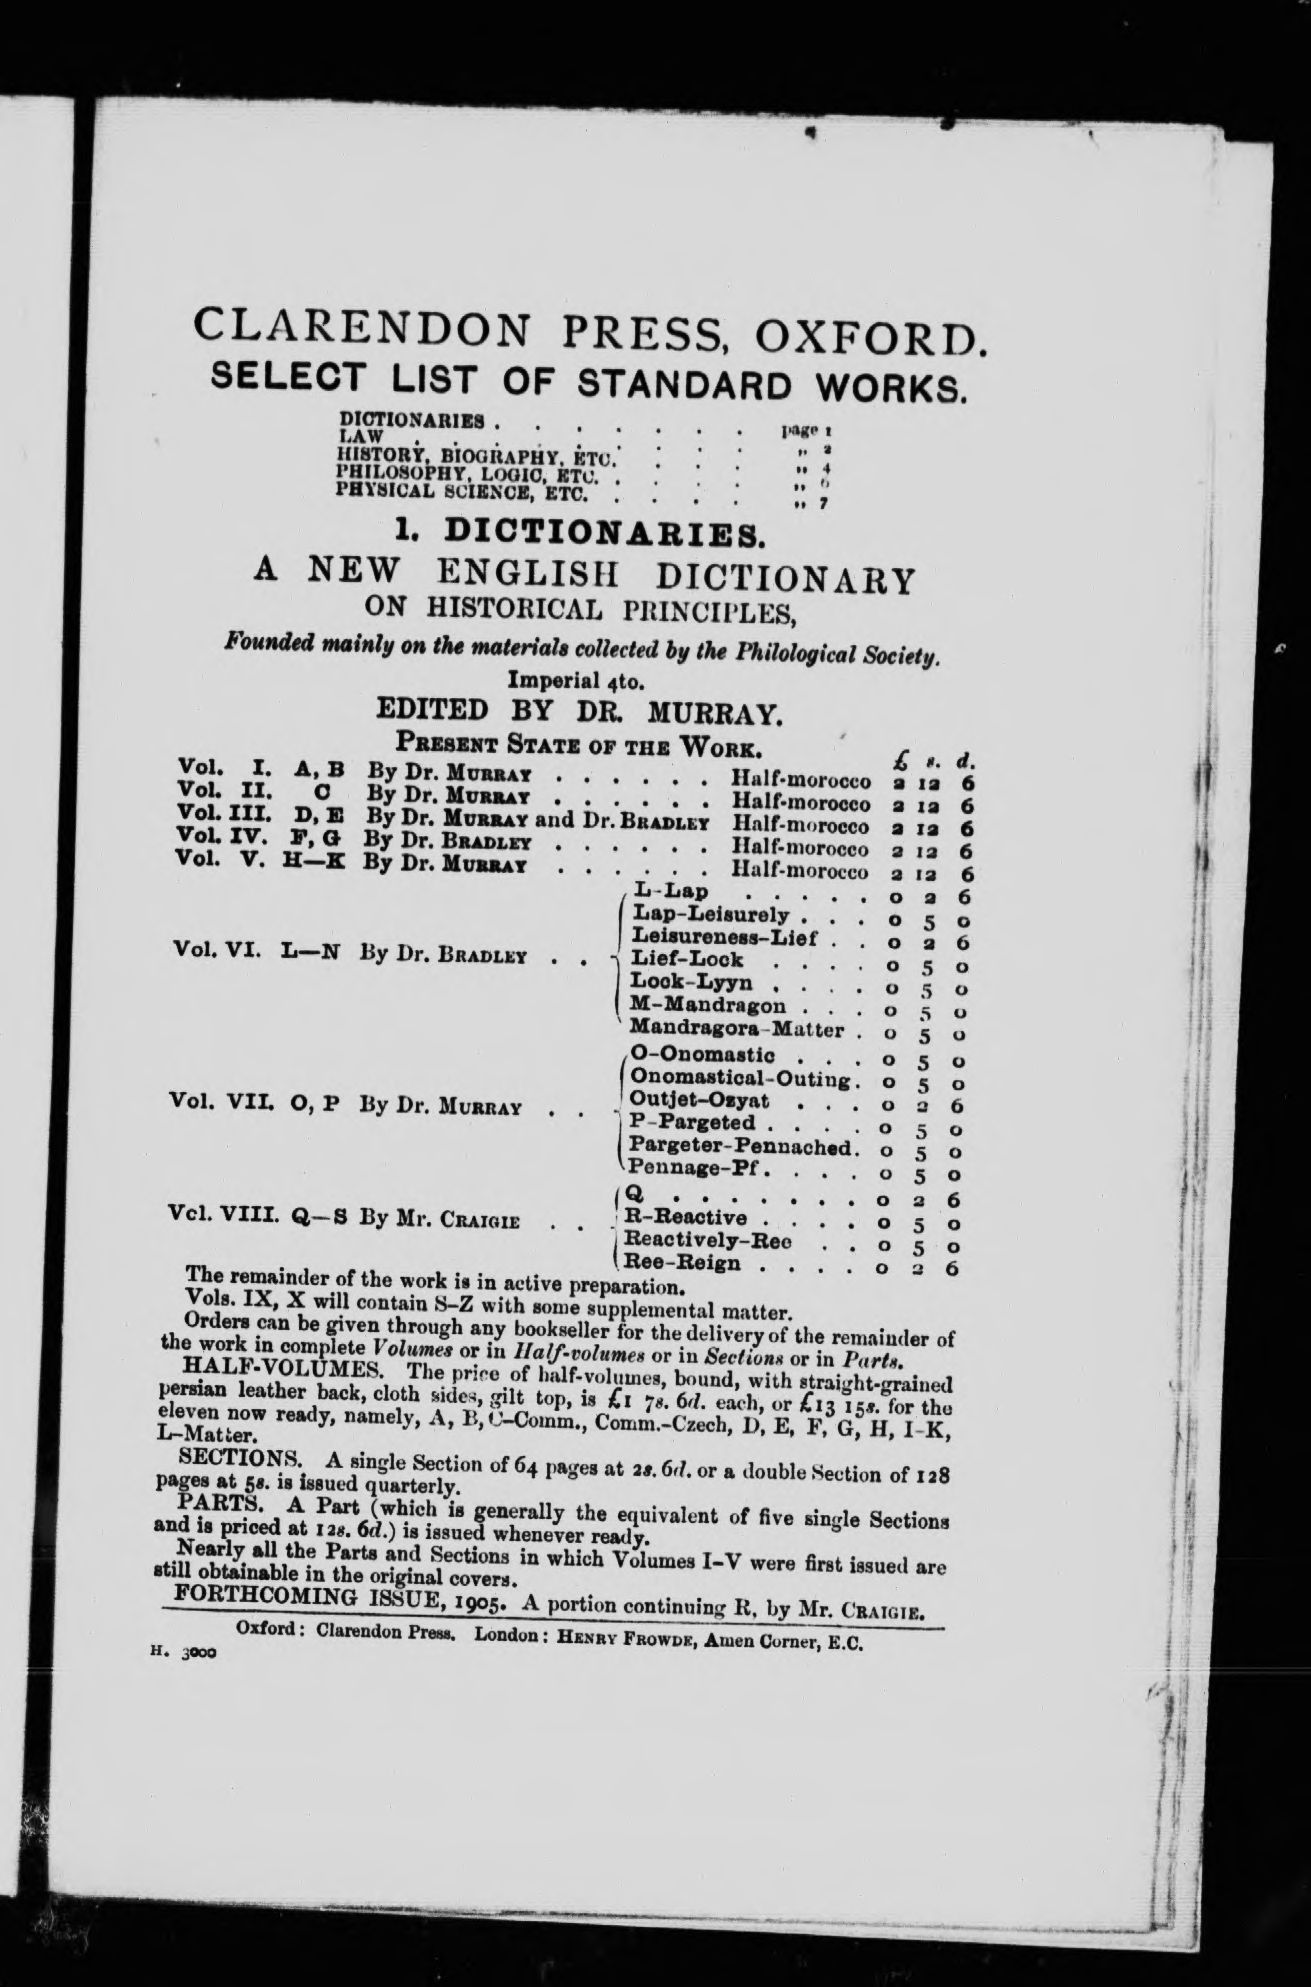 CLARENDON PRESS, OXFORD.
SELECT LIST OF STANDARD WORKS.
DICTIONARIES . . . . . . . page 1
LAW . . . . . . . . „ 2
HISTORY, BIOGRAPHY, ETC. . . . „ 4
PHILOSOPHY, LOGIC, ETC. . . . . „ 6
PHYSICAL SCIENCE, ETC. . . . . „ 7
1. DICTIONARIES.
A NEW ENGLISH DICTIONARY
ON HISTORICAL PRINCIPLES,
Founded mainly on the materials collected by the Philological Society.
Imperial 4to.
EDITED BY DR. MURRAY.
PRESENT STATE OF THE WORK.
£ s. d.
Vol. I. A, B By Dr. MURRAY . . . . . . Half-morocco 2 12 6
Vol. II. C By Dr. MURRAY . . . . . . Half-morocco 2 12 6
Vol. III. D, E By Dr. MURRAY and Dr. BRADLEY Half-morocco 2 12 6
Vol. IV. F, G By Dr. BRADLEY . . . . . . Half-morocco 2 12 6
Vol. V. H—K By Dr. MURRAY . . . . . . Half-morocco 2 12 6
L-Lap . . . . . 0 2 6
Lap-Leisurely . . . 0 5 0
Leisureness-Lief . . 0 2 6
Vol. VI. L—N By Dr. BRADLEY . . Lief-Lock . . . . 0 5 0
Lock-Lyyn . . . . 0 5 0
M-Mandragon . . . 0 5 0
Mandragora-Matter . 0 5 0
O-Onomastic . . . 0 5 0
Onomastical-Outing . 0 5 0
Vol. VII. O, P By Dr. MURRAY . . Outjet-Ozyat . . . 0 2 6
P-Pargeted . . . . 0 5 0
Pargeter-Pennached . 0 5 0
Pennage-Pf . . . . 0 5 0
Q . . . . . . . 0 2 6
Vol. VIII. Q—S By Mr. CRAIGIE . . R-Reactive . . . . 0 5 0
Reactively-Ree . . 0 5 0
Ree-Reign . . . . 0 2 6
The remainder of the work is in active preparation.
Vols. IX, X will contain S-Z with some supplemental matter.
Orders can be given through any bookseller for the delivery of the remainder of
the work in complete Volumes or in Half-volumes or in Sections or in Parts.
HALF-VOLUMES. The price of half-volumes, bound, with straight-grained
persian leather back, cloth sides, gilt top, is £1 7s. 6d. each, or £13 15s. for the
eleven now ready, namely, A, B, C-Comm., Comm.-Czech, D, E, F, G, H, I-K,
L-Matter.
SECTIONS. A single Section of 64 pages at 2s. 6d. or a double Section of 128
pages at 5s. is issued quarterly.
PARTS. A Part (which is generally the equivalent of five single Sections
and is priced at 12s. 6d.) is issued whenever ready.
Nearly all the Parts and Sections in which Volumes I-V were first issued are
still obtainable in the original covers.
FORTHCOMING ISSUE, 1905. A portion continuing R, by Mr. CRAIGIE.
Oxford: Clarendon Press. London: HENRY FROWDE, Amen Corner, E.C.
H. 3000